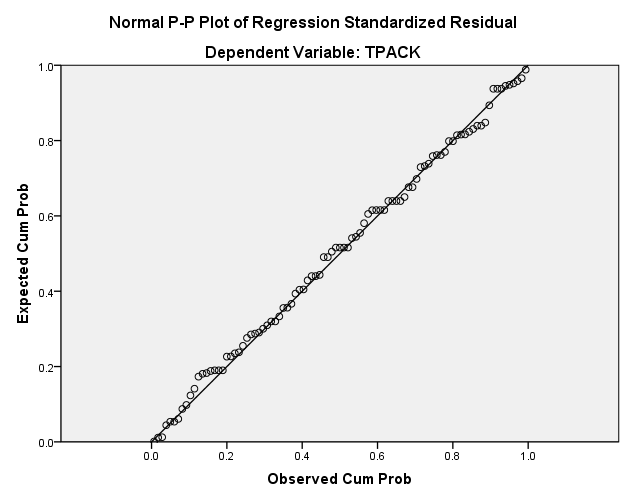 Normal P-P Plot of Regression Standardized Residual
Dependent Variable: TPACK
1.0
0.8
0.6
0.4
0.2
0.0
Expected Cum Prob
0.0 0.2 0.4 0.6 0.8 1.0
Observed Cum Prob